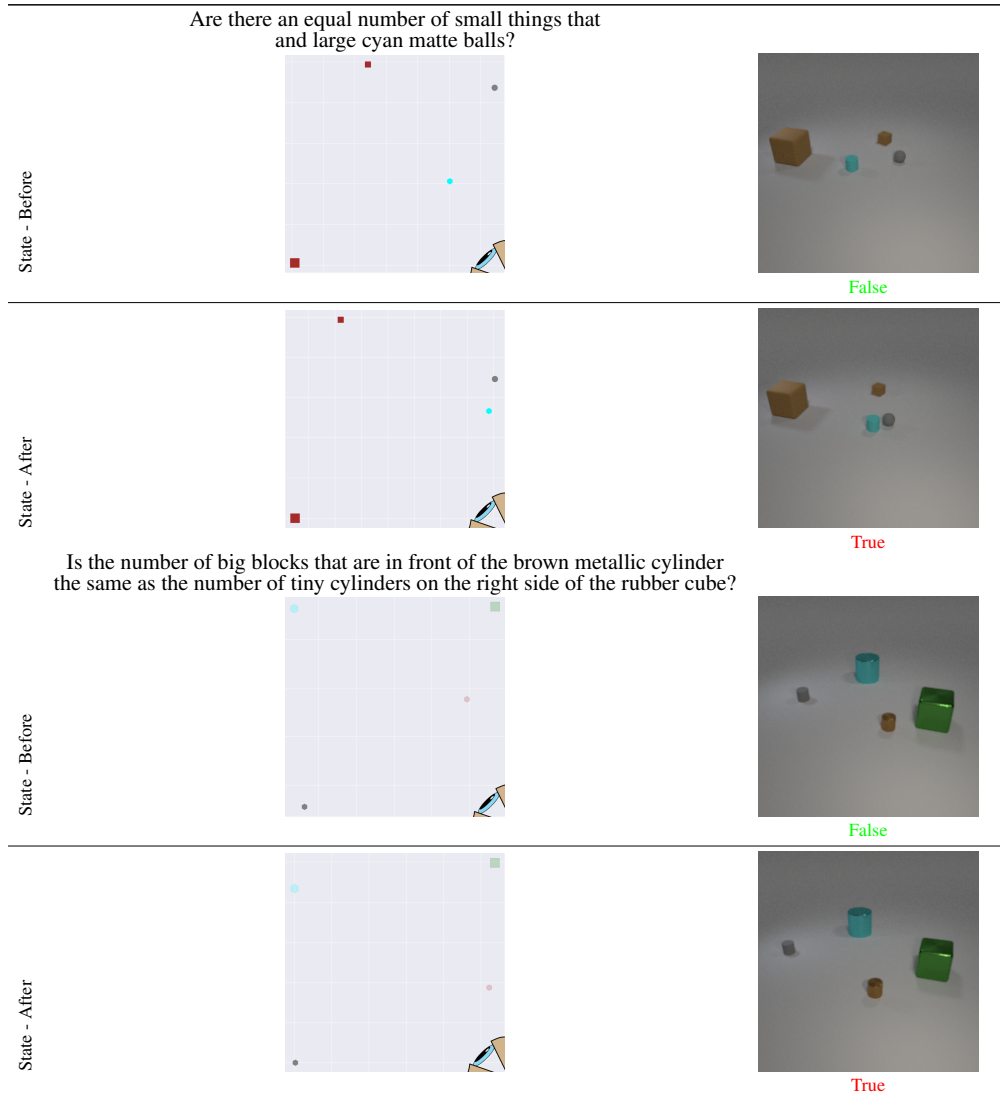 Are there an equal number of small things that
and large cyan matte balls?
State - Before
False
State - After
True
Is the number of big blocks that are in front of the brown metallic cylinder
the same as the number of tiny cylinders on the right side of the rubber cube?
State - Before
False
State - After
True